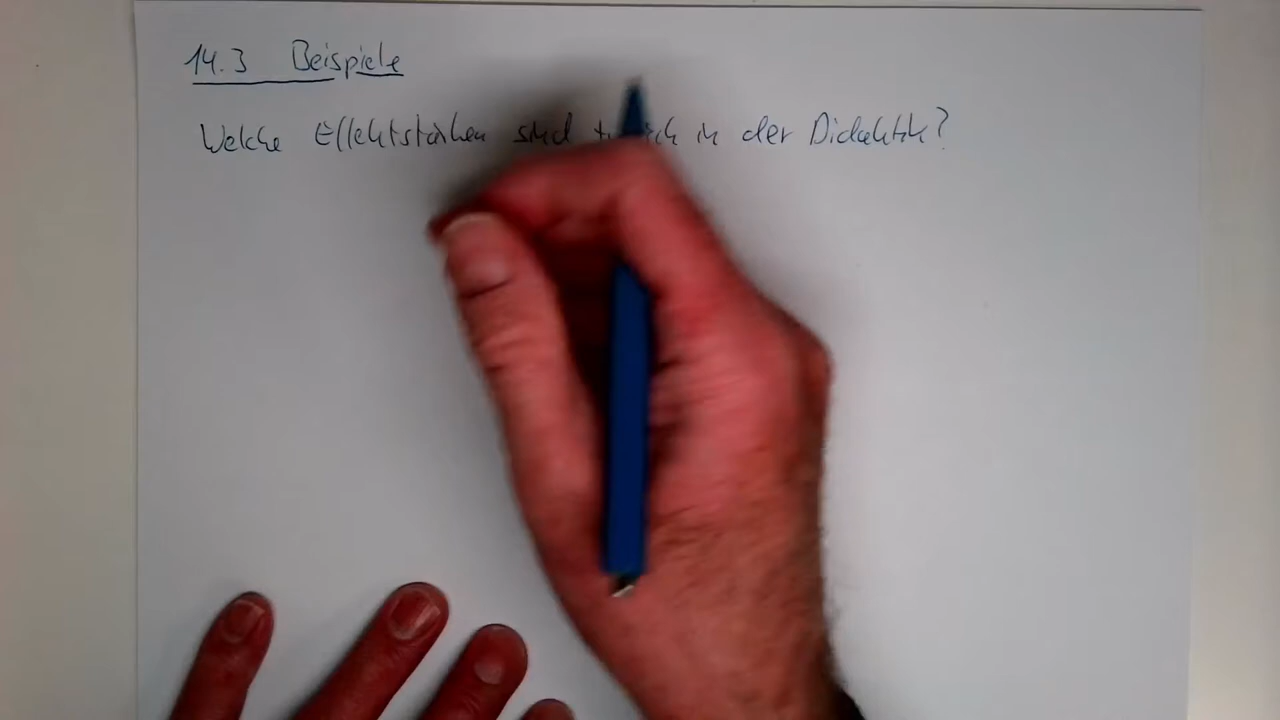 14.3 Beispiele
Welche Effektstärken sind in der Didaktik?